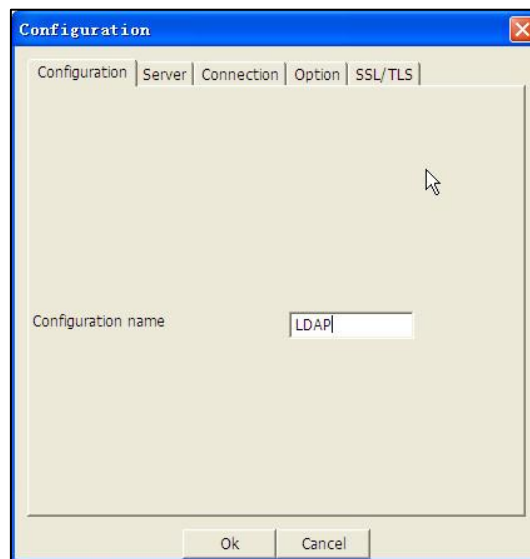 Configuration
Configuration Server Connection Option SSL/TLS
Configuration name LDAP
Ok Cancel